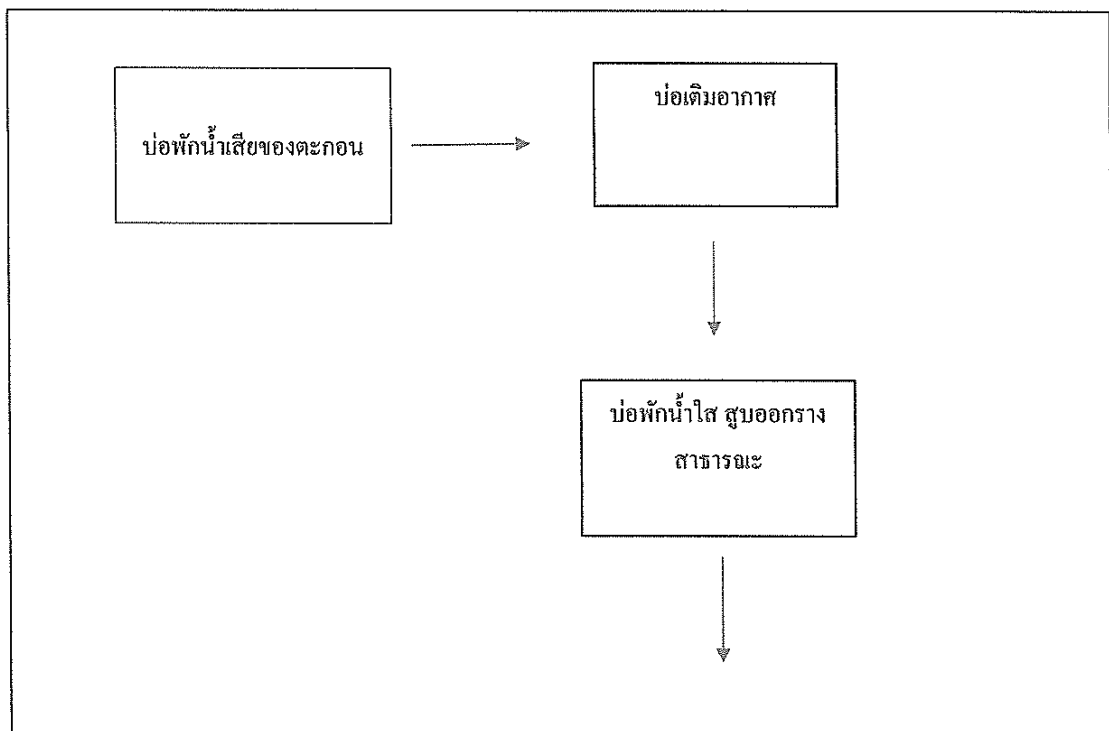 บ่อพักน้ำเสียของตะกอน
บ่อเติมอากาศ
บ่อพักน้ำใส สูบออกราง
สาธารณะ